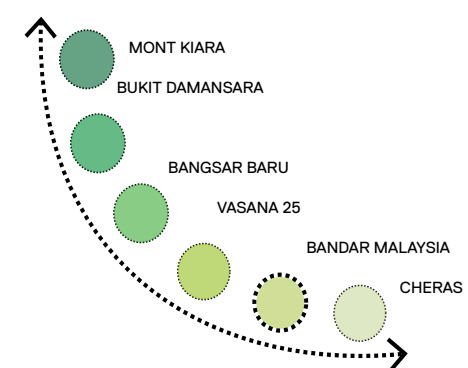 MONT KIARA
BUKIT DAMANSARA
BANGSAR BARU
VASANA 25
BANDAR MALAYSIA
CHERAS